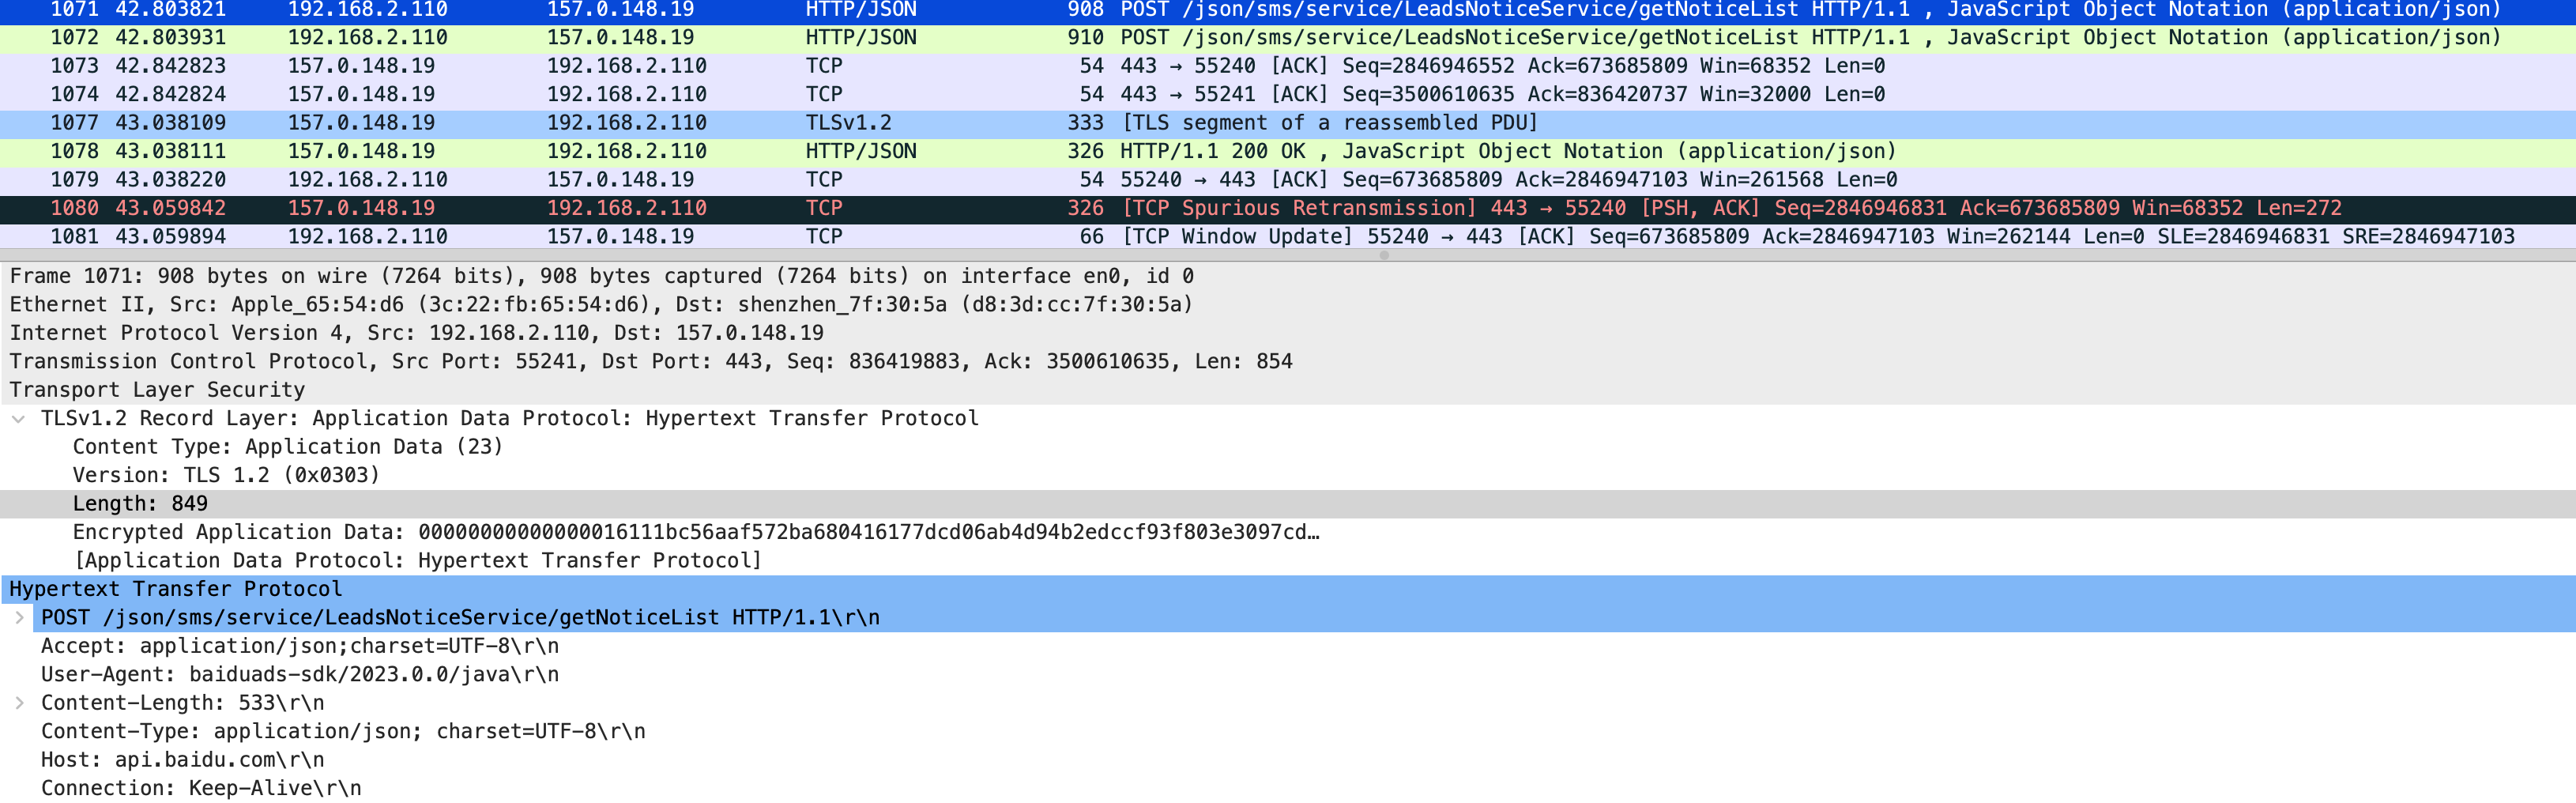 1071 42.803821 192.168.2.110 157.0.148.19 HTTP/JSON 908 POST /json/sms/service/LeadsNoticeService/getNoticeList HTTP/1.1 , JavaScript Object Notation (application/json)
1072 42.803931 192.168.2.110 157.0.148.19 HTTP/JSON 910 POST /json/sms/service/LeadsNoticeService/getNoticeList HTTP/1.1 , JavaScript Object Notation (application/json)
1073 42.842823 157.0.148.19 192.168.2.110 TCP 54 443 → 55240 [ACK] Seq=2846946552 Ack=673685809 Win=68352 Len=0
1074 42.842824 157.0.148.19 192.168.2.110 TCP 54 443 → 55241 [ACK] Seq=3500610635 Ack=836420737 Win=32000 Len=0
1077 43.038109 157.0.148.19 192.168.2.110 TLSv1.2 333 [TLS segment of a reassembled PDU]
1078 43.038111 157.0.148.19 192.168.2.110 HTTP/JSON 326 HTTP/1.1 200 OK , JavaScript Object Notation (application/json)
1079 43.038220 192.168.2.110 157.0.148.19 TCP 54 55240 → 443 [ACK] Seq=673685809 Ack=2846947103 Win=261568 Len=0
1080 43.059842 157.0.148.19 192.168.2.110 TCP 326 [TCP Spurious Retransmission] 443 → 55240 [PSH, ACK] Seq=2846946831 Ack=673685809 Win=68352 Len=272
1081 43.059894 192.168.2.110 157.0.148.19 TCP 66 [TCP Window Update] 55240 → 443 [ACK] Seq=673685809 Ack=2846947103 Win=262144 Len=0 SLE=2846946831 SRE=2846947103
Frame 1071: 908 bytes on wire (7264 bits), 908 bytes captured (7264 bits) on interface en0, id 0
Ethernet II, Src: Apple_65:54:d6 (3c:22:fb:65:54:d6), Dst: shenzhen_7f:30:5a (d8:3d:cc:7f:30:5a)
Internet Protocol Version 4, Src: 192.168.2.110, Dst: 157.0.148.19
Transmission Control Protocol, Src Port: 55241, Dst Port: 443, Seq: 836419883, Ack: 3500610635, Len: 854
Transport Layer Security
TLSv1.2 Record Layer: Application Data Protocol: Hypertext Transfer Protocol
Content Type: Application Data (23)
Version: TLS 1.2 (0x0303)
Length: 849
Encrypted Application Data: 00000000000000016111bc56aaf572ba680416177dcd06ab4d94b2edccf93f803e3097cd…
[Application Data Protocol: Hypertext Transfer Protocol]
Hypertext Transfer Protocol
POST /json/sms/service/LeadsNoticeService/getNoticeList HTTP/1.1\r\n
Accept: application/json;charset=UTF-8\r\n
User-Agent: baiduads-sdk/2023.0.0/java\r\n
Content-Length: 533\r\n
Content-Type: application/json; charset=UTF-8\r\n
Host: api.baidu.com\r\n
Connection: Keep-Alive\r\n